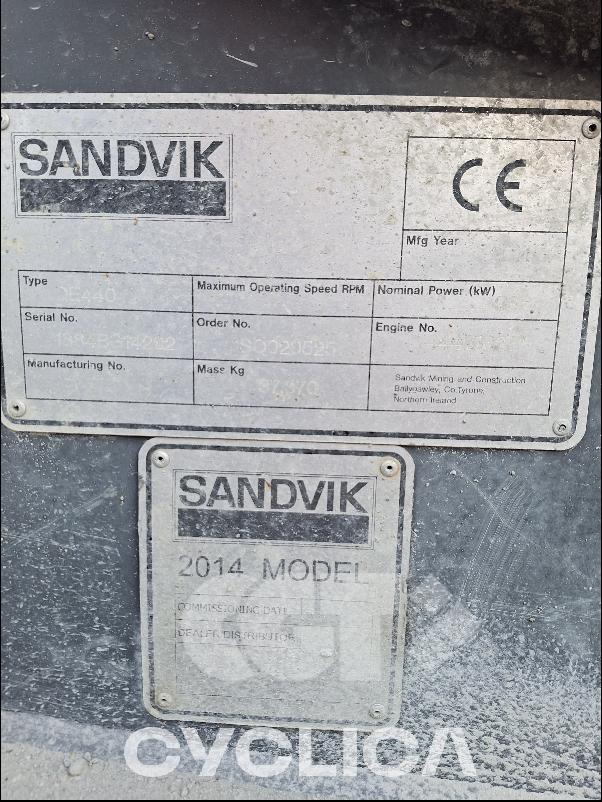 SANDVIK
CE
Mfg Year
Type
Maximum Operating Speed RPM
Nominal Power (kW)
Serial No.
Order No.
Engine No.
Manufacturing No.
Mass Kg
Sandvik Mining and Construction
Ballygawley, Co.Tyrone,
Northern Ireland
SANDVIK
2014 MODEL
COMMISSIONING DATE
DEALER DISTRIBUTOR
CYCLICA